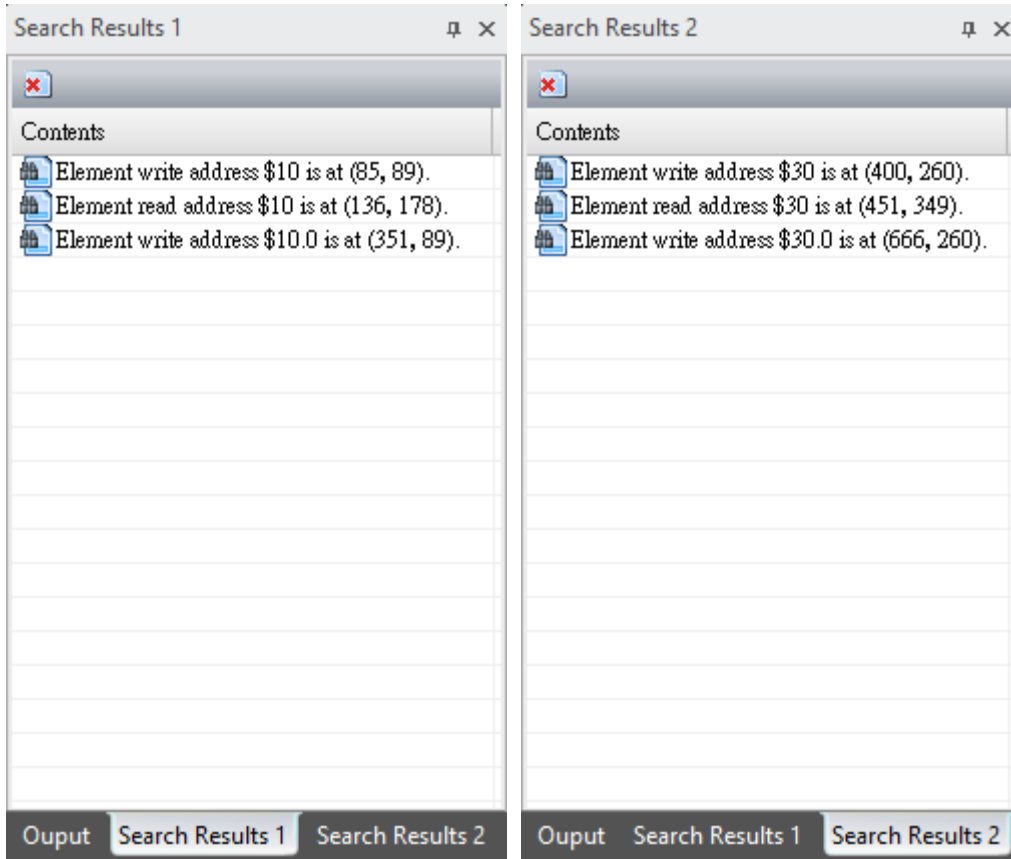 Search Results 1
Contents
Element write address $10 is at (85, 89).
Element read address $10 is at (136, 178).
Element write address $10.0 is at (351, 89).
Ouput Search Results 1 Search Results 2
Search Results 2
Contents
Element write address $30 is at (400, 260).
Element read address $30 is at (451, 349).
Element write address $30.0 is at (666, 260).
Ouput Search Results 1 Search Results 2